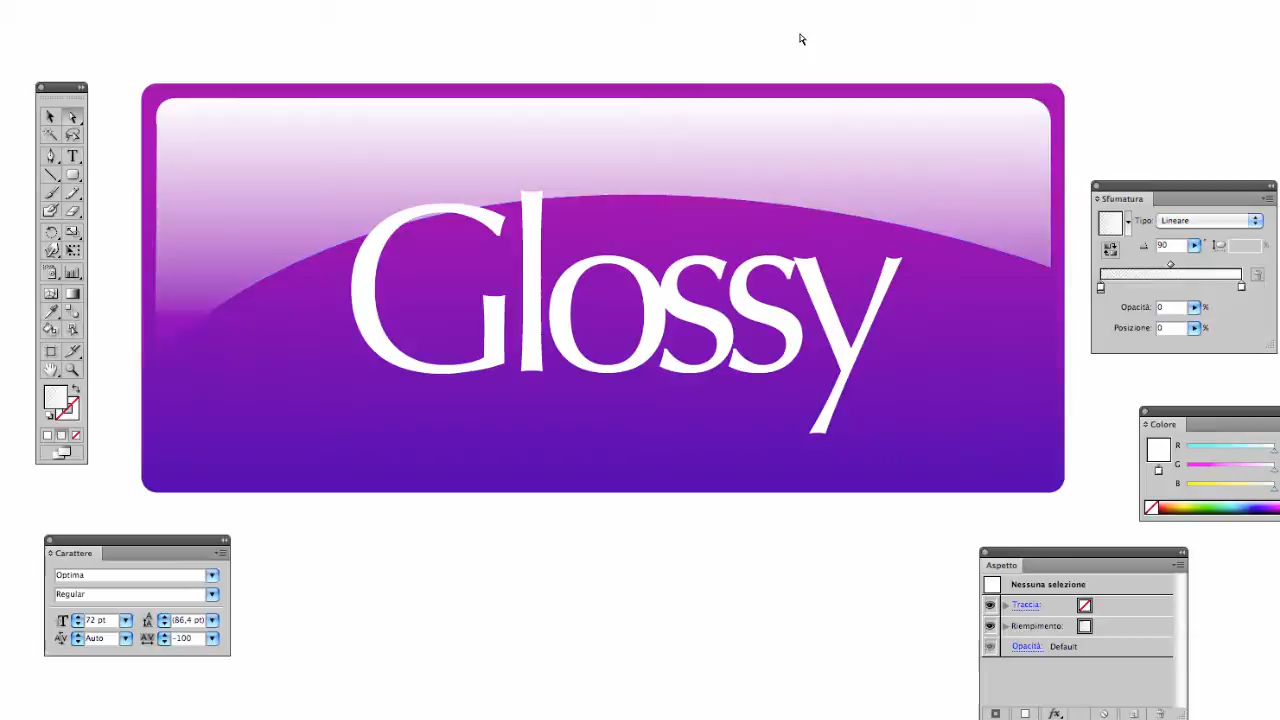 Glossy
Sfumatura
Tipo: Lineare
90 °
%
Opacità: 0 %
Posizione: 0 %
Colore
R
G
B
Carattere
Optima
Regular
72 pt (86,4 pt)
Auto -100
Aspetto
Nessuna selezione
Traccia:
Riempimento:
Opacità: Default
fx